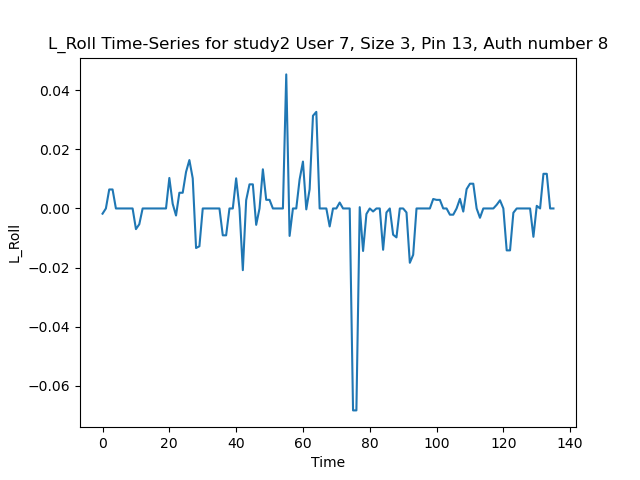 L_Roll Time-Series for study2 User 7, Size 3, Pin 13, Auth number 8
0.04
0.02
0.00
−0.02
−0.04
−0.06
L_Roll
0 20 40 60 80 100 120 140
Time